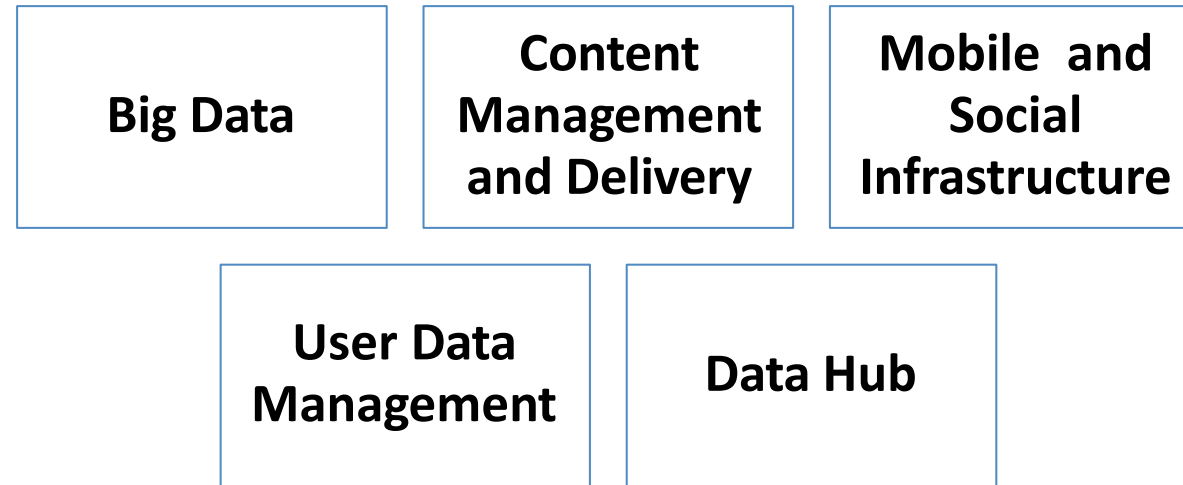 Big Data
Content
Management
and Delivery
Mobile and
Social
Infrastructure
User Data
Management
Data Hub